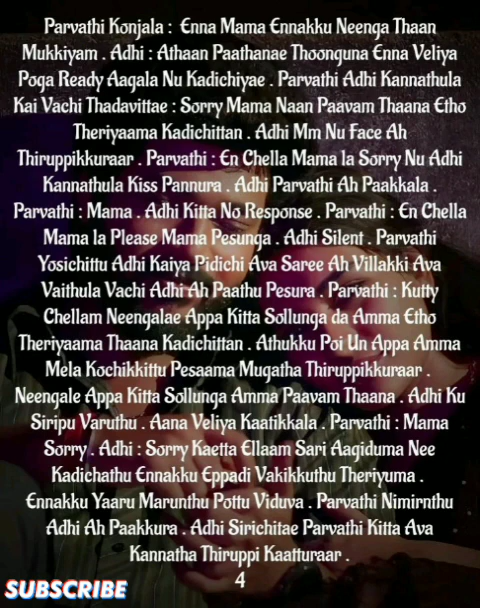 Parvathi Konjala : Enna Mama Ennakku Neenga Thaan
Mukkiyam . Adhi : Athaan Paathanae Thoonguna Enna Veliya
Poga Ready Aagala Nu Kadichiyae . Parvathi Adhi Kannathula
Kai Vachi Thadavittae : Sorry Mama Naan Paavam Thaana Etho
Theriyaama Kadichittan . Adhi Mm Nu Face Ah
Thiruppikkuraar . Parvathi : En Chella Mama la Sorry Nu Adhi
Kannathula Kiss Pannura . Adhi Parvathi Ah Paakkala .
Parvathi : Mama . Adhi Kitta No Response . Parvathi : En Chella
Mama la Please Mama Pesunga . Adhi Silent . Parvathi
Yosichittu Adhi Kaiya Pidichi Ava Saree Ah Villakki Ava
Vaithula Vachi Adhi Ah Paathu Pesura . Parvathi : Kutty
Chellam Neengalae Appa Kitta Sollunga da Amma Etho
Theriyaama Thaana Kadichittan . Athukku Poi Un Appa Amma
Mela Kochikkittu Pesaama Mugatha Thiruppikkuraar .
Neengale Appa Kitta Sollunga Amma Paavam Thaana . Adhi Ku
Siripu Varuthu . Aana Veliya Kaatikkala . Parvathi : Mama
Sorry . Adhi : Sorry Kaetta Ellaam Sari Aagiduma Nee
Kadichathu Ennakku Eppadi Vakikkuthu Theriyuma .
Ennakku Yaaru Marunthu Pottu Viduva . Parvathi Nimirnthu
Adhi Ah Paakkura . Adhi Sirichitae Parvathi Kitta Ava
Kannatha Thiruppi Kaatturaar .
4
SUBSCRIBE